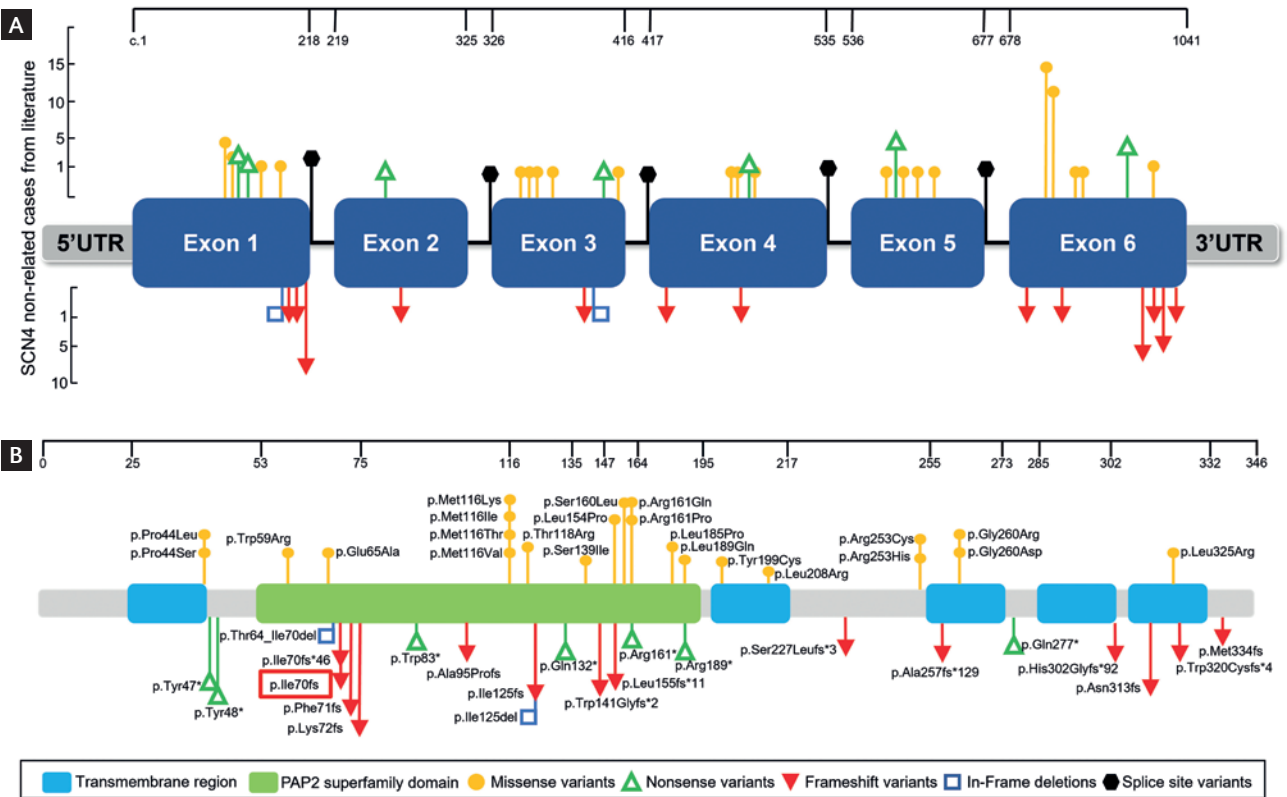 A
c.1 218 219 325 326 416 417 535 536 677 678 1041
SCN4 non-related cases from literature
15
10
5
1
5'UTR Exon 1 Exon 2 Exon 3 Exon 4 Exon 5 Exon 6 3'UTR
1
5
10
B
0 25 53 75 116 135 147 164 195 217 255 273 285 302 332 346
p.Met116Lys p.Ser160Leu p.Arg161Gln
p.Met116Ile p.Leu154Pro p.Arg161Pro
p.Pro44Leu p.Trp59Arg p.Met116Thr p.Thr118Arg p.Leu185Pro p.Arg253Cys p.Gly260Arg
p.Pro44Ser p.Glu65Ala p.Met116Val p.Ser139Ile p.Leu189Gln p.Arg253His p.Gly260Asp p.Leu325Arg
p.Tyr199Cys
p.Leu208Arg
p.Thr64_Ile70del
p.Trp83* p.Gln132* p.Arg161* p.Ser227Leufs*3 p.Gln277* p.Met334fs
p.Ile70fs*46 p.Ala95Profs p.Arg189* p.Ala257fs*129 p.His302Glyfs*92 p.Trp320Cysfs*4
p.Tyr47* p.Ile70fs p.Ile125fs p.Leu155fs*11 p.Asn313fs
p.Tyr48* p.Phe71fs p.Ile125del p.Trp141Glyfs*2
p.Lys72fs
Transmembrane region PAP2 superfamily domain Missense variants Nonsense variants Frameshift variants In-Frame deletions Splice site variants